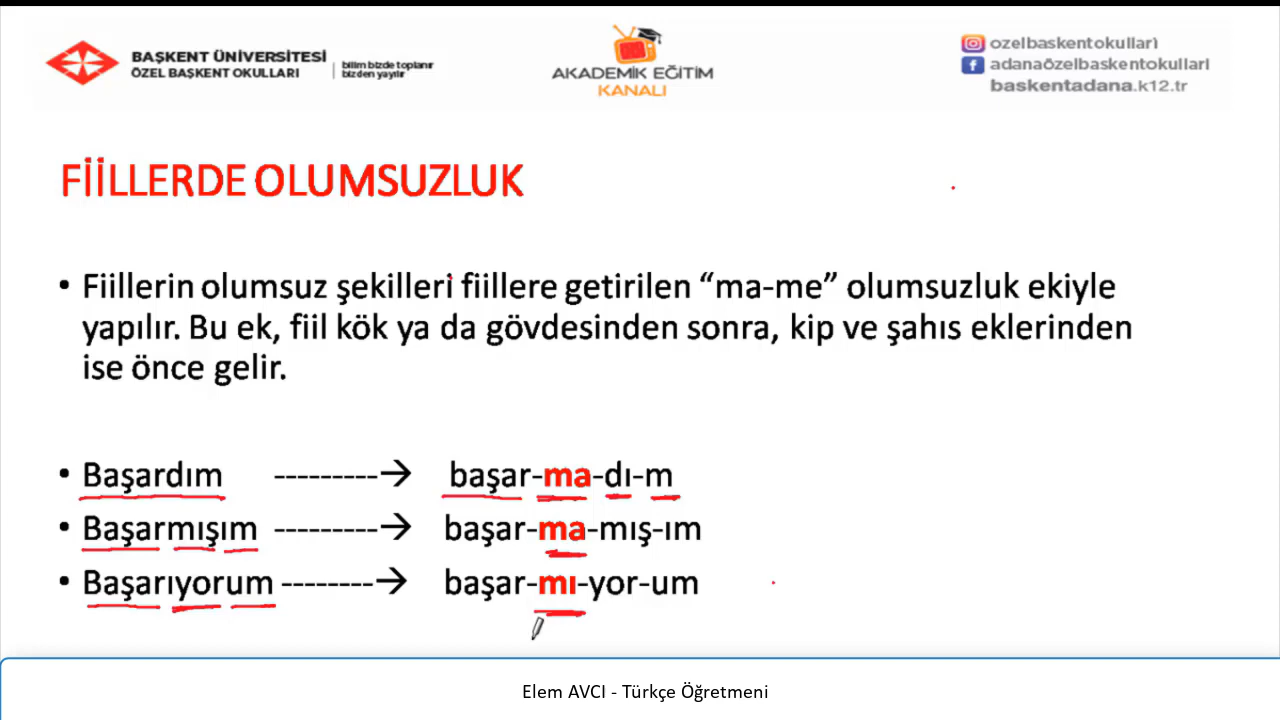 BAŞKENT ÜNİVERSİTESİ
ÖZEL BAŞKENT OKULLARI
bilim bizde toplanır
bizden yayılır
AKADEMİK EĞİTİM
KANALI
ozelbaskentokulları
adanaözelbaskentokulları
baskentadana.k12.tr
FİİLLERDE OLUMSUZLUK
• Fiillerin olumsuz şekilleri fiillere getirilen “ma-me” olumsuzluk ekiyle
yapılır. Bu ek, fiil kök ya da gövdesinden sonra, kip ve şahıs eklerinden
ise önce gelir.
• Başardım ---------→ başar-ma-dı-m
• Başarmışım ---------→ başar-ma-mış-ım
• Başarıyorum --------→ başar-mı-yor-um
Elem AVCI - Türkçe Öğretmeni